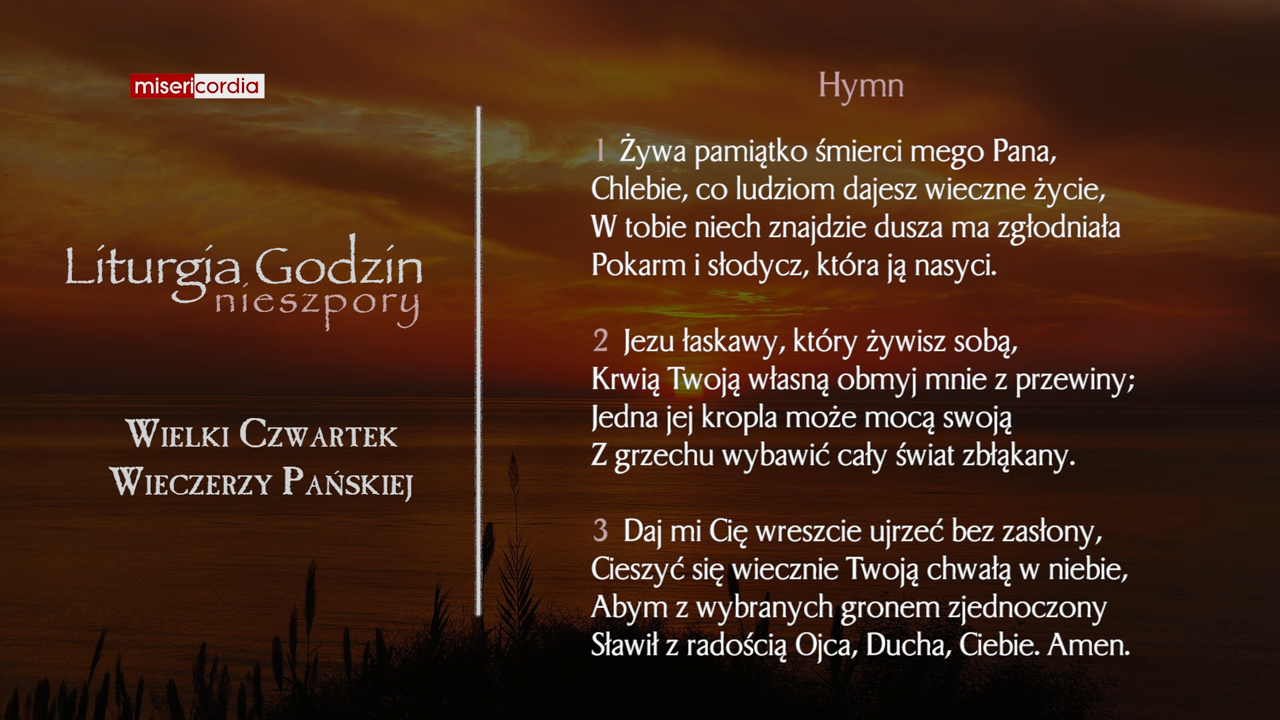 misericordia
Liturgia Godzin
nieszpory
Wielki Czwartek
Wieczerzy Pańskiej
Hymn
1 Żywa pamiątko śmierci mego Pana,
Chlebie, co ludziom dajesz wieczne życie,
W tobie niech znajdzie dusza ma zgłodniała
Pokarm i słodycz, która ją nasyci.
2 Jezu łaskawy, który żywisz sobą,
Krwią Twoją własną obmyj mnie z przewiny;
Jedna jej kropla może mocą swoją
Z grzechu wybawić cały świat zbłąkany.
3 Daj mi Cię wreszcie ujrzeć bez zasłony,
Cieszyć się wiecznie Twoją chwałą w niebie,
Abym z wybranych gronem zjednoczony
Sławił z radością Ojca, Ducha, Ciebie. Amen.